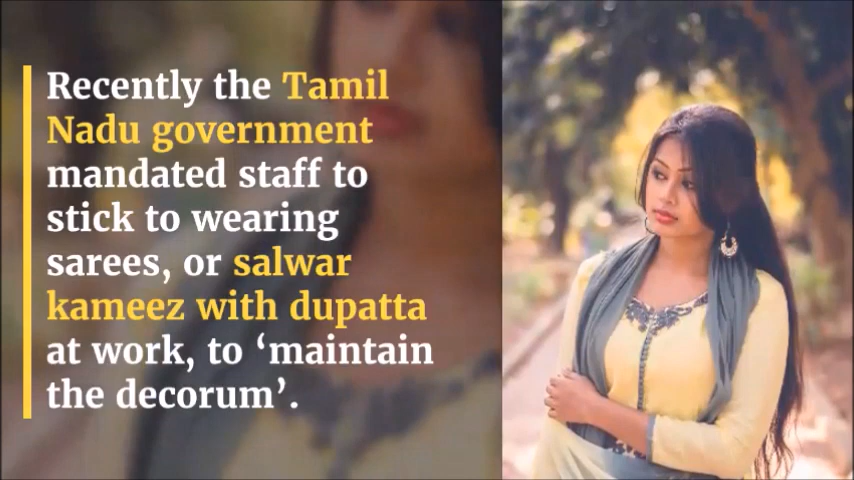 Recently the Tamil
Nadu government
mandated staff to
stick to wearing
sarees, or salwar
kameez with dupatta
at work, to ‘maintain
the decorum’.